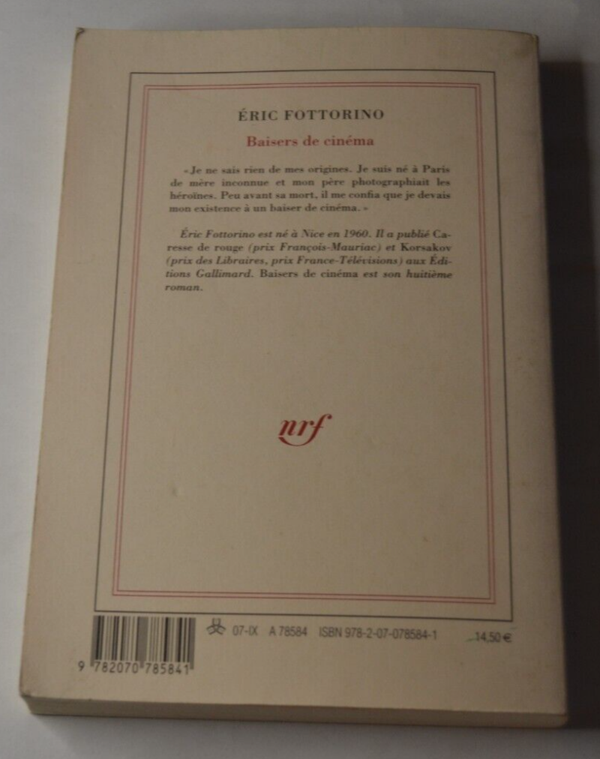 ÉRIC FOTTORINO
Baisers de cinéma
« Je ne sais rien de mes origines. Je suis né à Paris
de mère inconnue et mon père photographiait les
héroïnes. Peu avant sa mort, il me confia que je devais
mon existence à un baiser de cinéma. »
Éric Fottorino est né à Nice en 1960. Il a publié Ca-
resse de rouge (prix François-Mauriac) et Korsakov
(prix des Libraires, prix France-Télévisions) aux Édi-
tions Gallimard. Baisers de cinéma est son huitième
roman.
nrf
07-IX A 78584 ISBN 978-2-07-078584-1 14,50 €
9 782070 785841